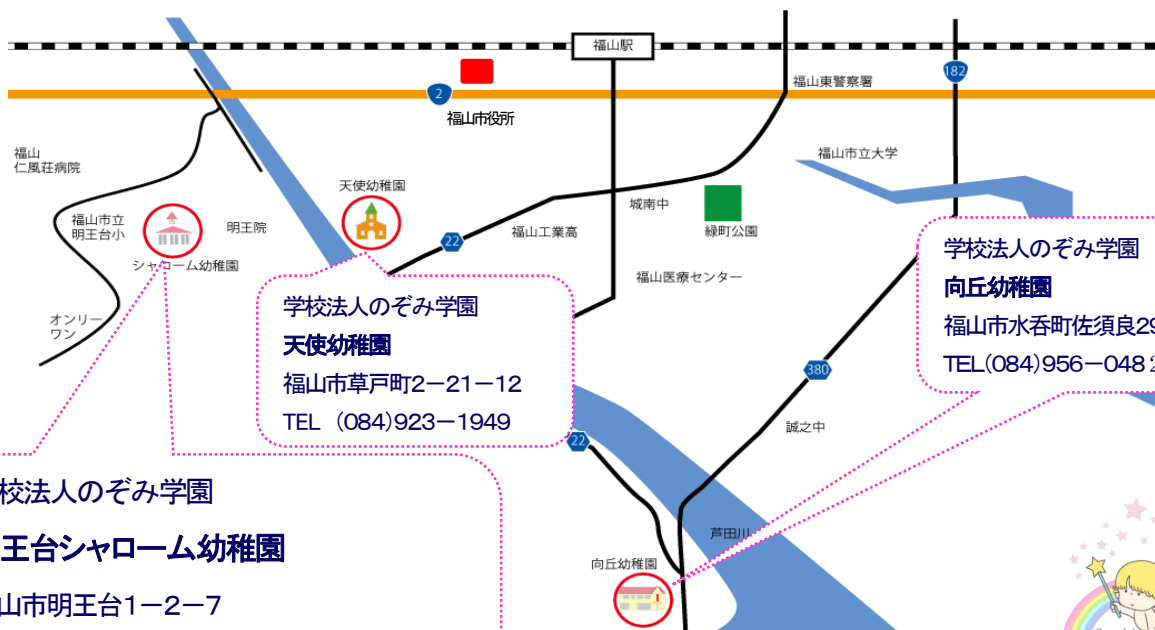 福山駅
182
福山東警察署
2
福山市役所
福山
仁風荘病院
福山市立大学
天使幼稚園
城南中
福山市立
明王台小
明王院
22
福山工業高
緑町公園
シャローム幼稚園
福山医療センター
オンリー
ワン
学校法人のぞみ学園
天使幼稚園
福山市草戸町2-21-12
TEL (084)923-1949
学校法人のぞみ学園
向丘幼稚園
福山市水呑町佐須良29
TEL(084)956-048
380
誠之中
22
校法人のぞみ学園
王台シャローム幼稚園
山市明王台1-2-7
芦田川
向丘幼稚園